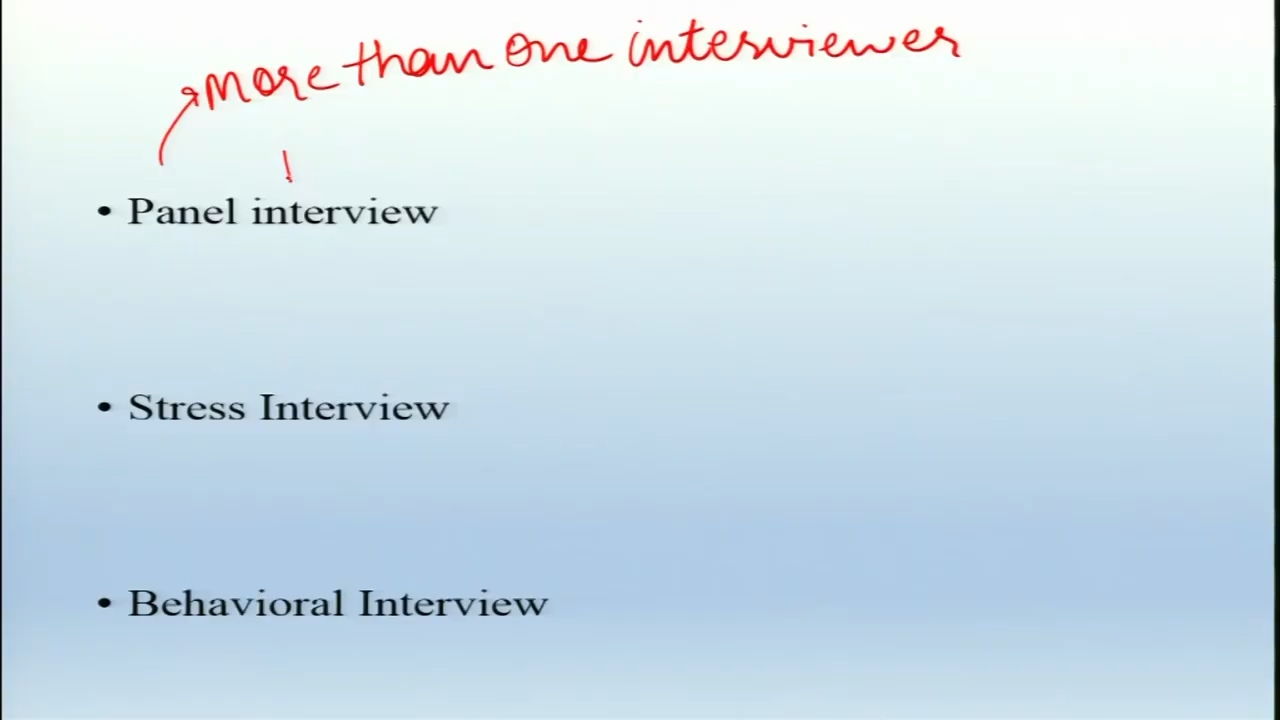 more than one interviewer
• Panel interview
• Stress Interview
• Behavioral Interview